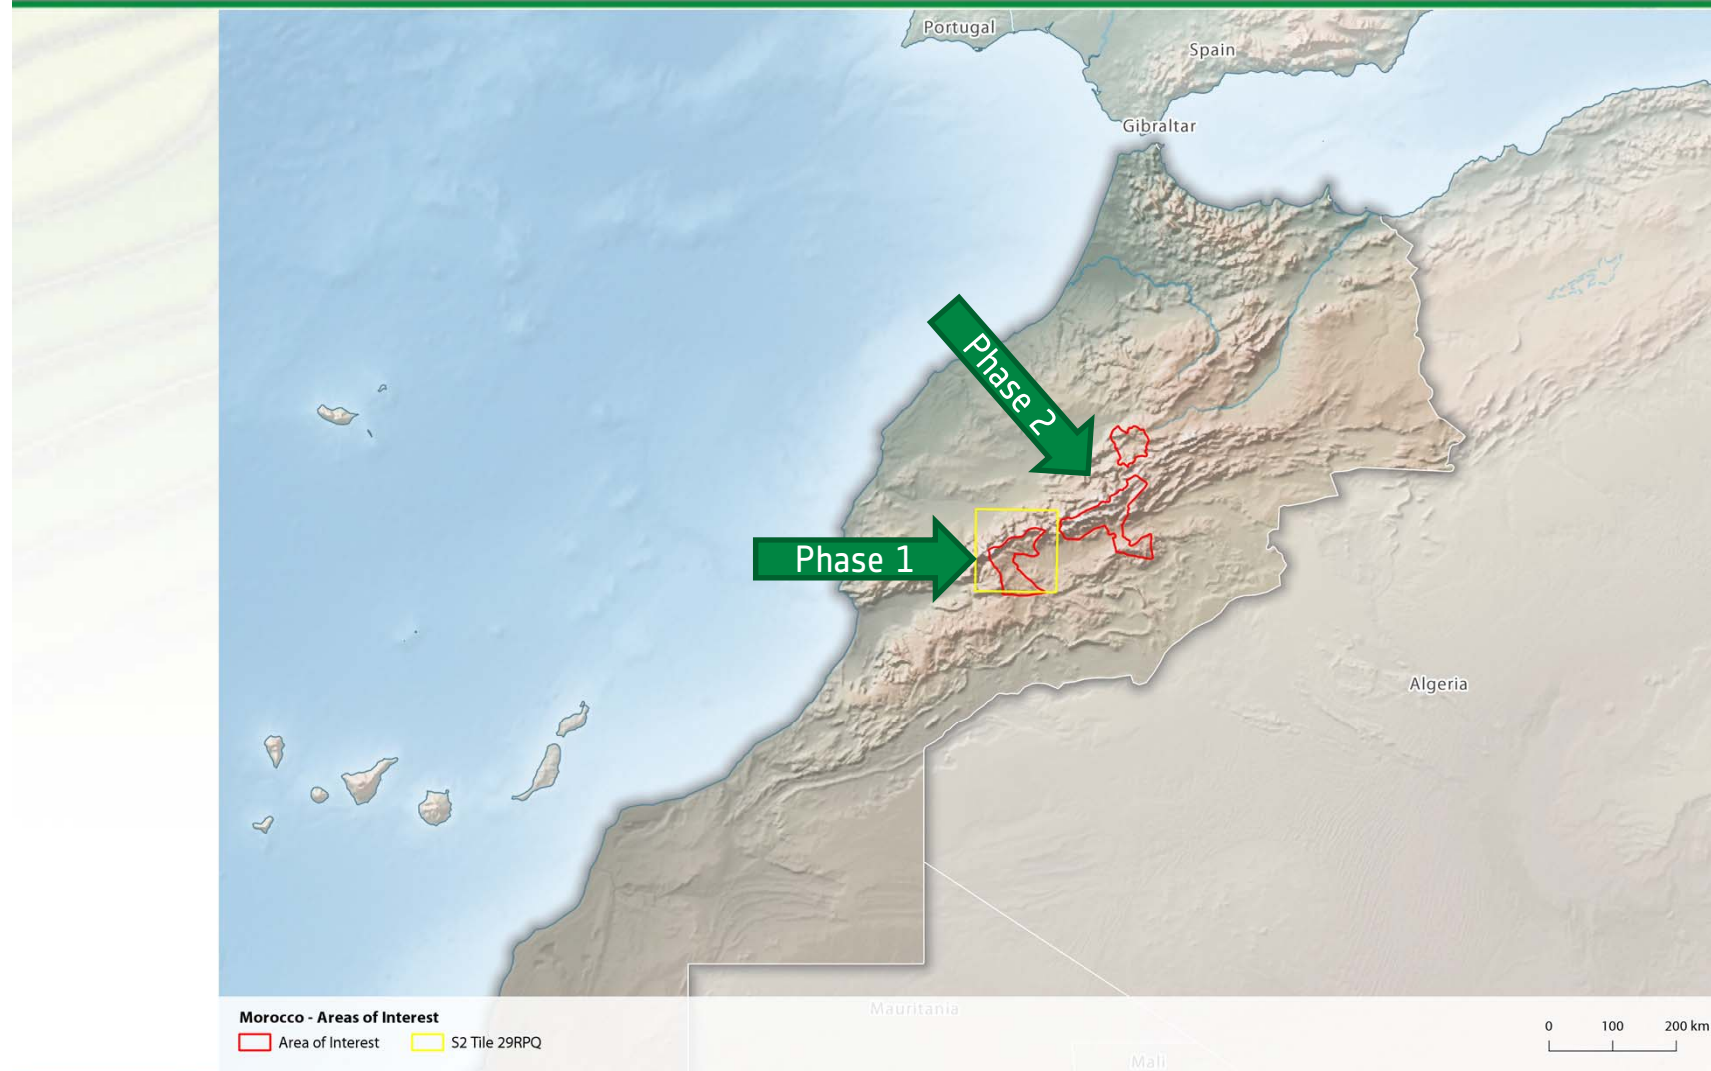 Portugal
Spain
Gibraltar
Phase 2
Phase 1
Algeria
Mauritania
Mali
Morocco - Areas of Interest
Area of Interest
S2 Tile 29RPQ
0 100 200 km